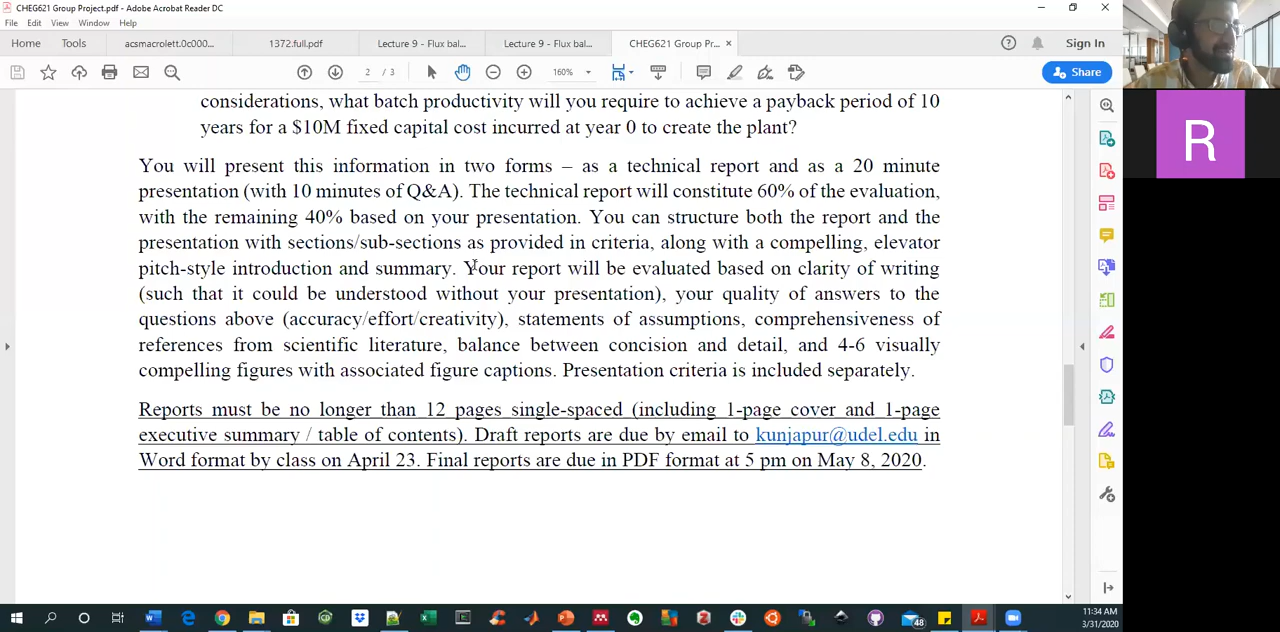 CHEG621 Group Project.pdf - Adobe Acrobat Reader DC
File Edit View Window Help
Home Tools acsmacrolett.0c000... 1372.full.pdf Lecture 9 - Flux bal... Lecture 9 - Flux bal... CHEG621 Group Pr... × Sign In
2 / 3 160% Share
considerations, what batch productivity will you require to achieve a payback period of 10
years for a $10M fixed capital cost incurred at year 0 to create the plant?
You will present this information in two forms – as a technical report and as a 20 minute
presentation (with 10 minutes of Q&A). The technical report will constitute 60% of the evaluation,
with the remaining 40% based on your presentation. You can structure both the report and the
presentation with sections/sub-sections as provided in criteria, along with a compelling, elevator
pitch-style introduction and summary. Your report will be evaluated based on clarity of writing
(such that it could be understood without your presentation), your quality of answers to the
questions above (accuracy/effort/creativity), statements of assumptions, comprehensiveness of
references from scientific literature, balance between concision and detail, and 4-6 visually
compelling figures with associated figure captions. Presentation criteria is included separately.
Reports must be no longer than 12 pages single-spaced (including 1-page cover and 1-page
executive summary / table of contents). Draft reports are due by email to kunjapur@udel.edu in
Word format by class on April 23. Final reports are due in PDF format at 5 pm on May 8, 2020.
R
48
11:34 AM
3/31/2020